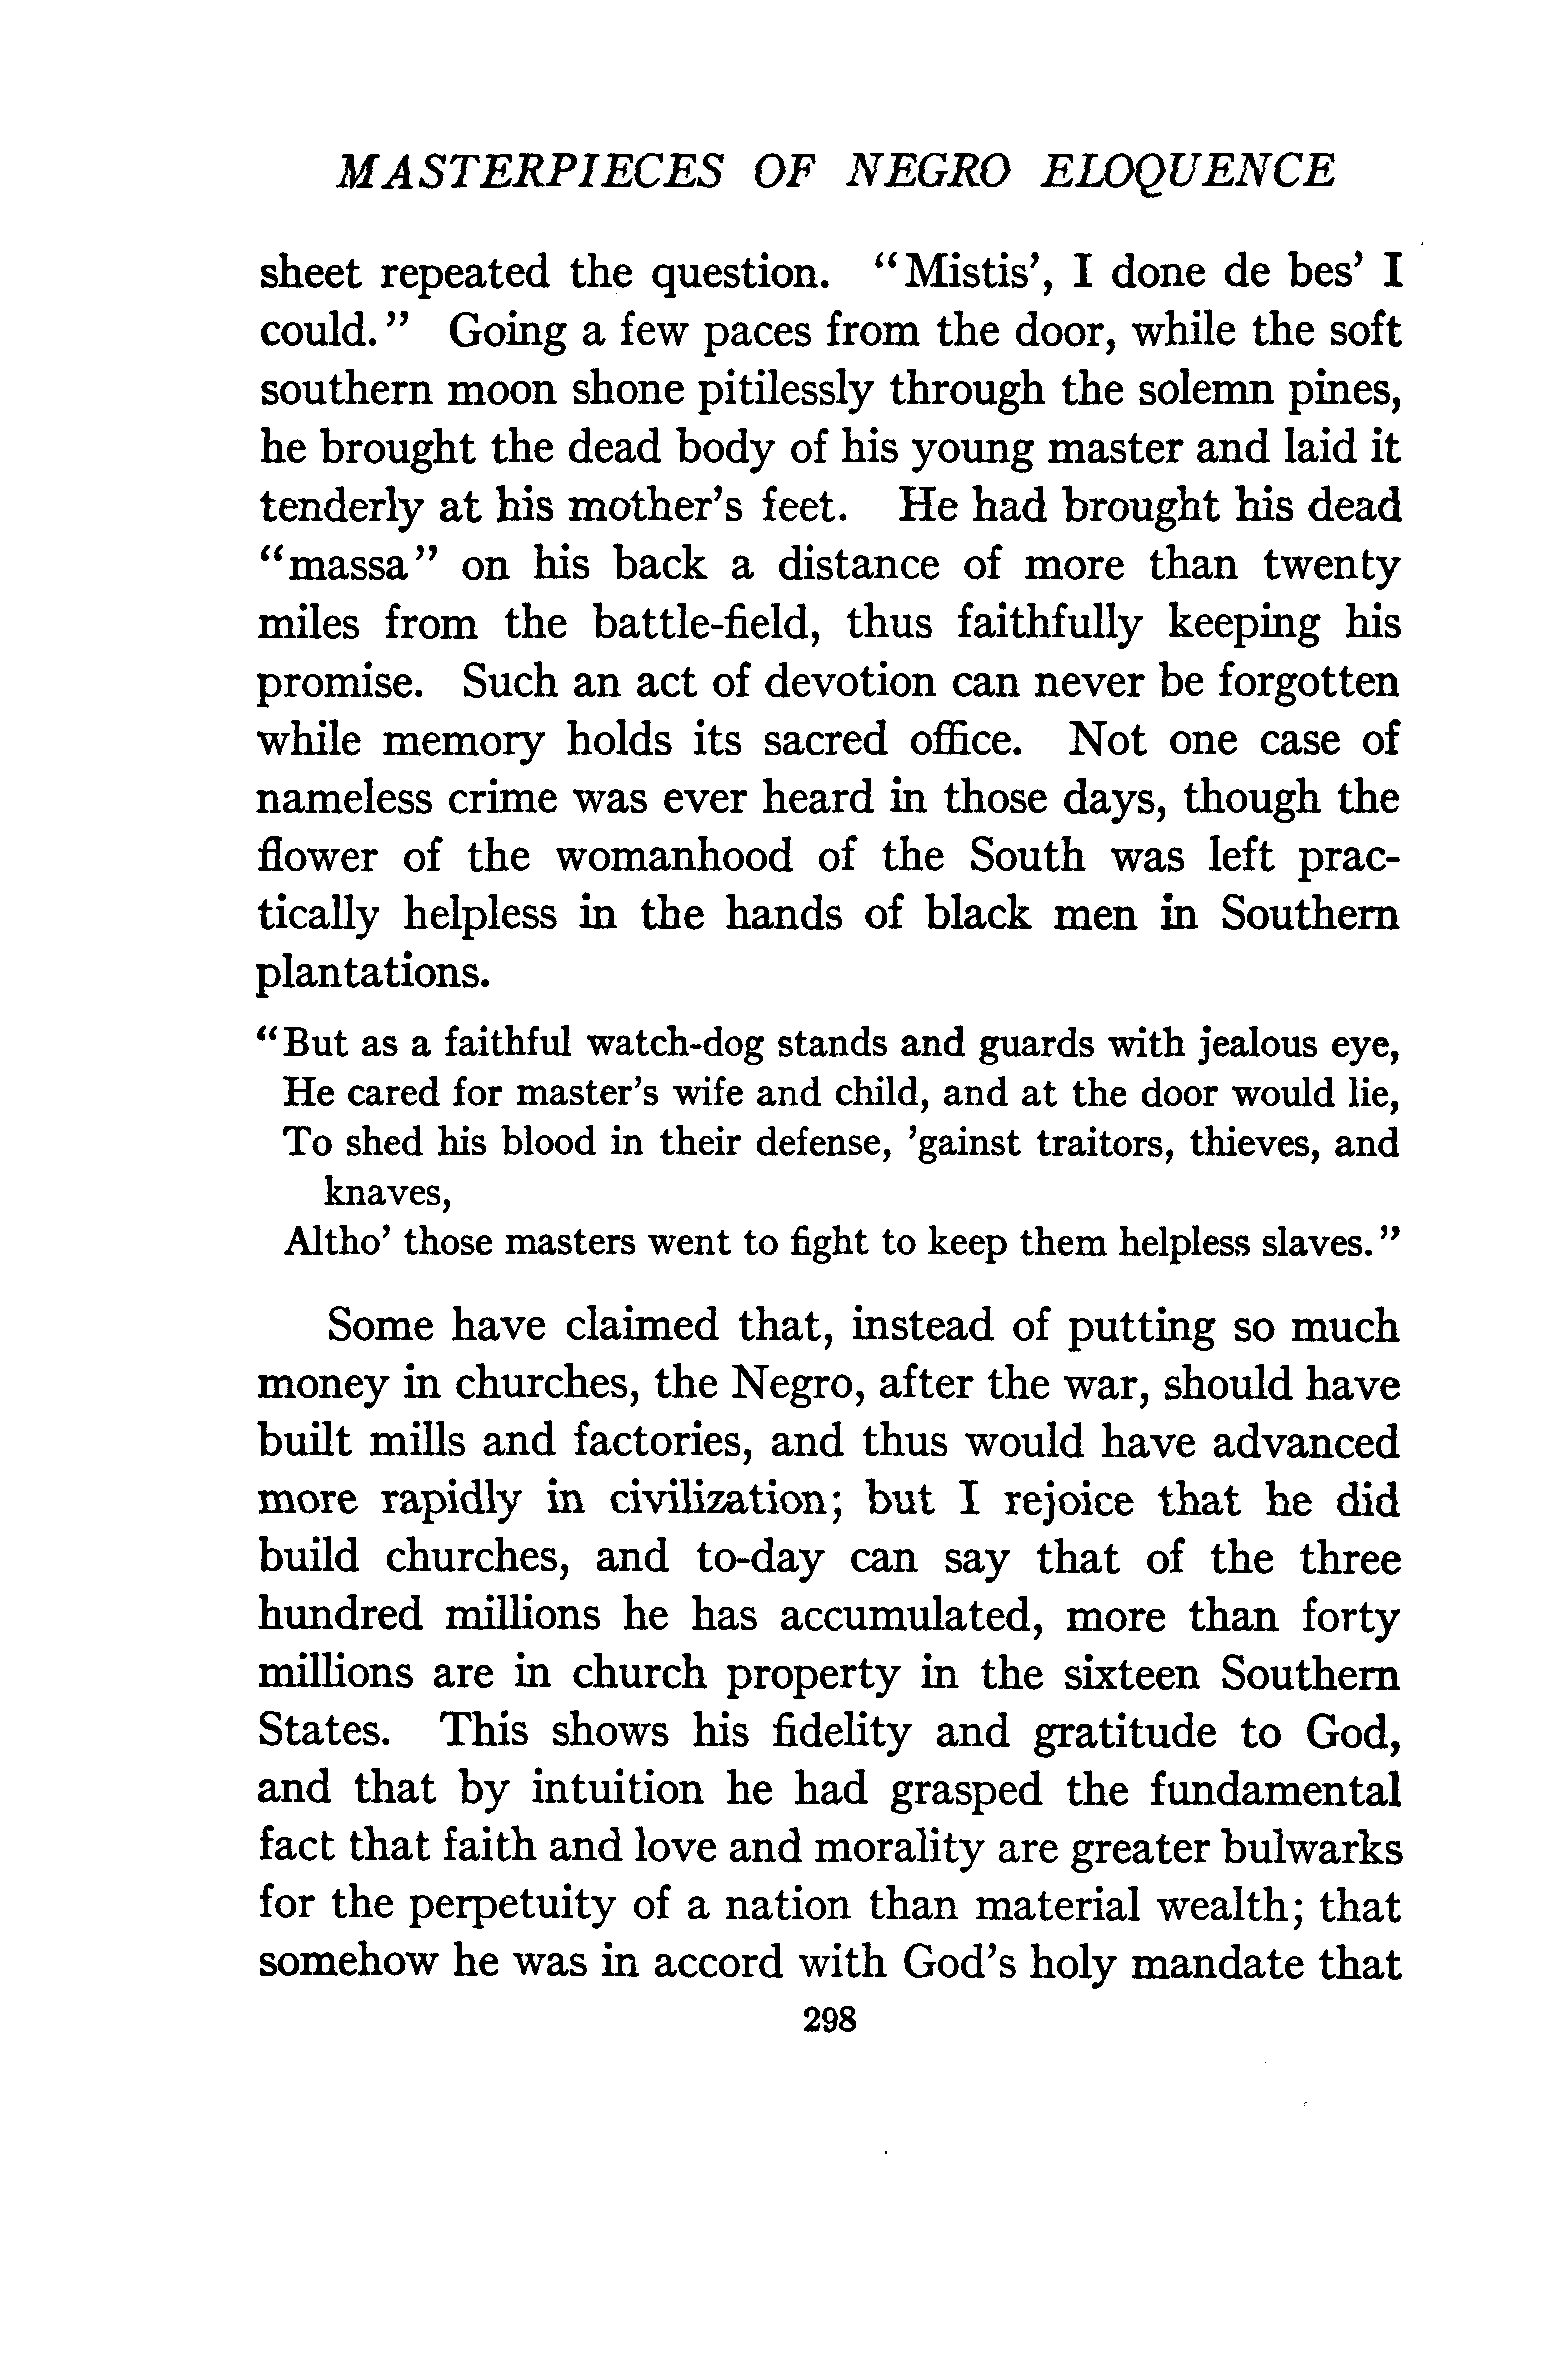 MASTERPIECES OF NEGRO ELOQUENCE
sheet repeated the question. "Mistis', I done de bes' I
could." Going a few paces from the door, while the soft
southern moon shone pitilessly through the solemn pines,
he brought the dead body of his young master and laid it
tenderly at his mother's feet. He had brought his dead
"massa" on his back a distance of more than twenty
miles from the battle-field, thus faithfully keeping his
promise. Such an act of devotion can never be forgotten
while memory holds its sacred office. Not one case of
nameless crime was ever heard in those days, though the
flower of the womanhood of the South was left prac-
tically helpless in the hands of black men in Southern
plantations.
"But as a faithful watch-dog stands and guards with jealous eye,
He cared for master's wife and child, and at the door would lie,
To shed his blood in their defense, 'gainst traitors, thieves, and
knaves,
Altho' those masters went to fight to keep them helpless slaves."
Some have claimed that, instead of putting so much
money in churches, the Negro, after the war, should have
built mills and factories, and thus would have advanced
more rapidly in civilization; but I rejoice that he did
build churches, and to-day can say that of the three
hundred millions he has accumulated, more than forty
millions are in church property in the sixteen Southern
States. This shows his fidelity and gratitude to God,
and that by intuition he had grasped the fundamental
fact that faith and love and morality are greater bulwarks
for the perpetuity of a nation than material wealth; that
somehow he was in accord with God's holy mandate that
298